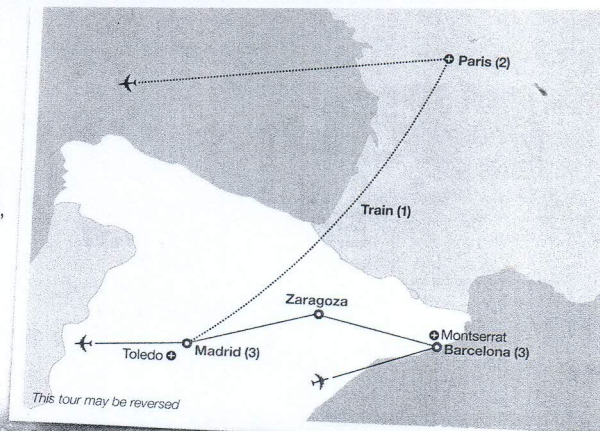 Paris (2)
Train (1)
Zaragoza
Montserrat
Barcelona (3)
Madrid (3)
Toledo
This tour may be reversed